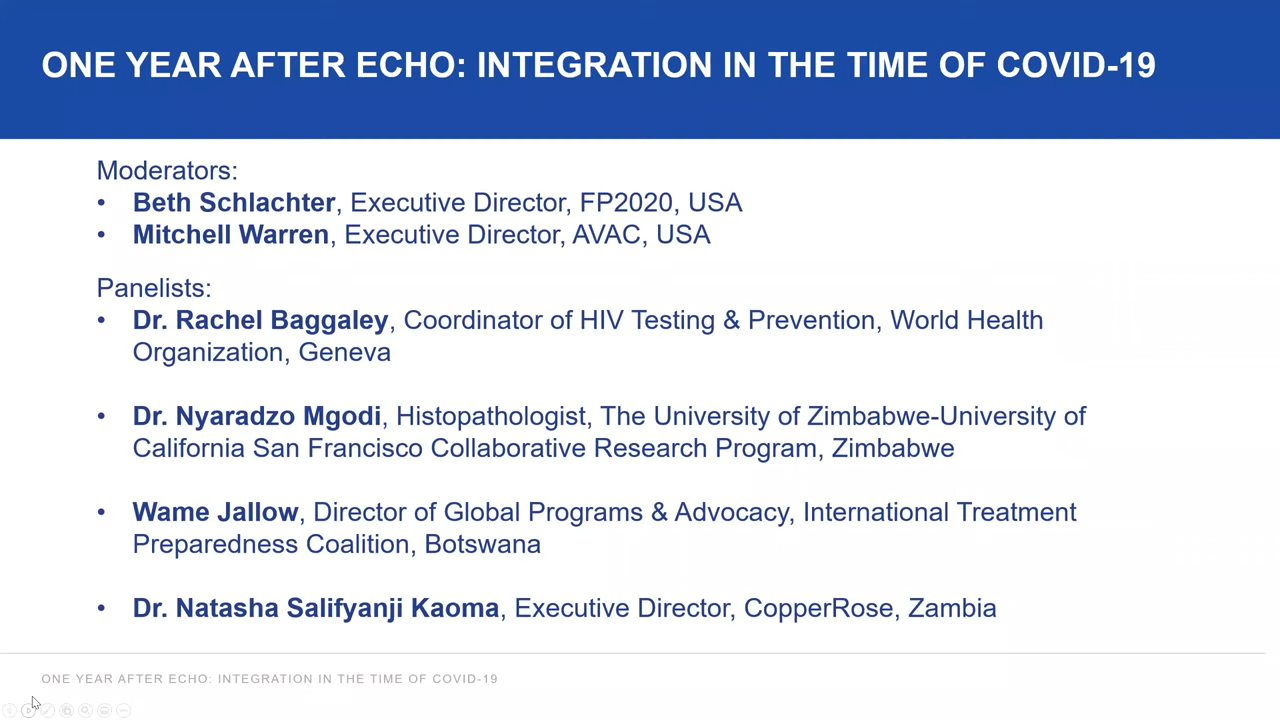 ONE YEAR AFTER ECHO: INTEGRATION IN THE TIME OF COVID-19
Moderators:
• Beth Schlachter, Executive Director, FP2020, USA
• Mitchell Warren, Executive Director, AVAC, USA
Panelists:
• Dr. Rachel Baggaley, Coordinator of HIV Testing & Prevention, World Health
Organization, Geneva
• Dr. Nyaradzo Mgodi, Histopathologist, The University of Zimbabwe-University of
California San Francisco Collaborative Research Program, Zimbabwe
• Wame Jallow, Director of Global Programs & Advocacy, International Treatment
Preparedness Coalition, Botswana
• Dr. Natasha Salifyanji Kaoma, Executive Director, CopperRose, Zambia
ONE YEAR AFTER ECHO: INTEGRATION IN THE TIME OF COVID-19